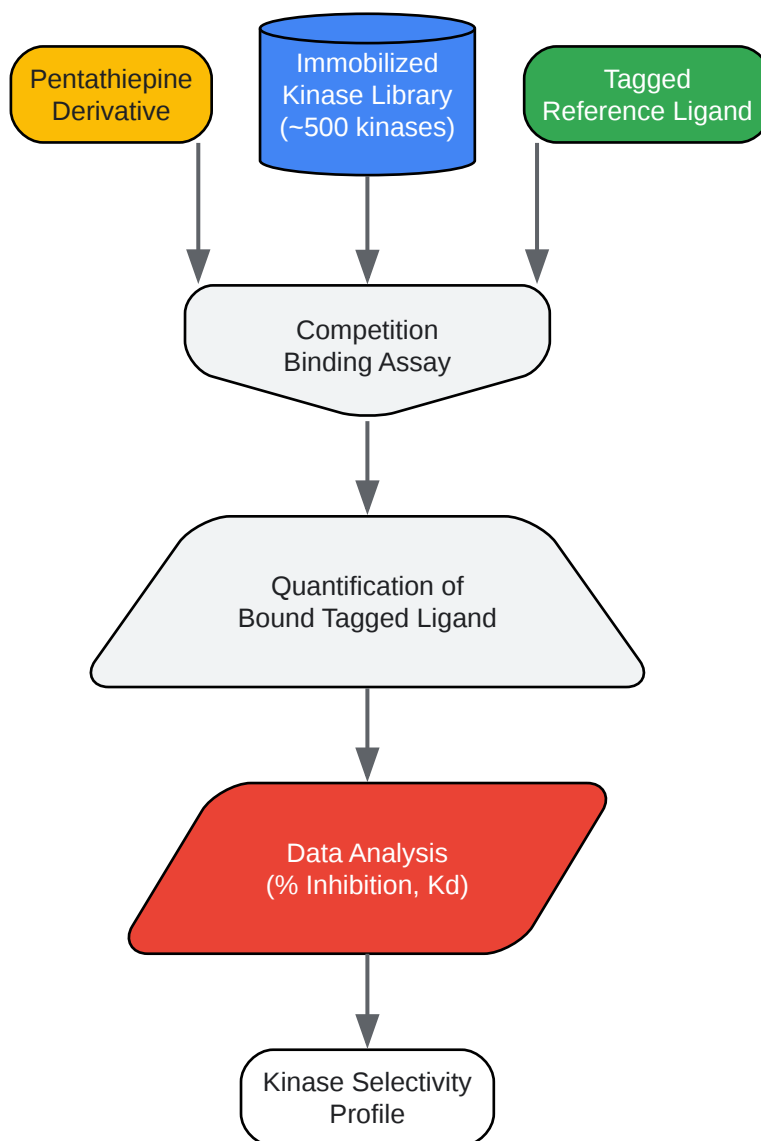 Pentathiepine
Derivative
Immobilized
Kinase Library
(~500 kinases)
Tagged
Reference Ligand
Competition
Binding Assay
Quantification of
Bound Tagged Ligand
Data Analysis
(% Inhibition, Kd)
Kinase Selectivity
Profile